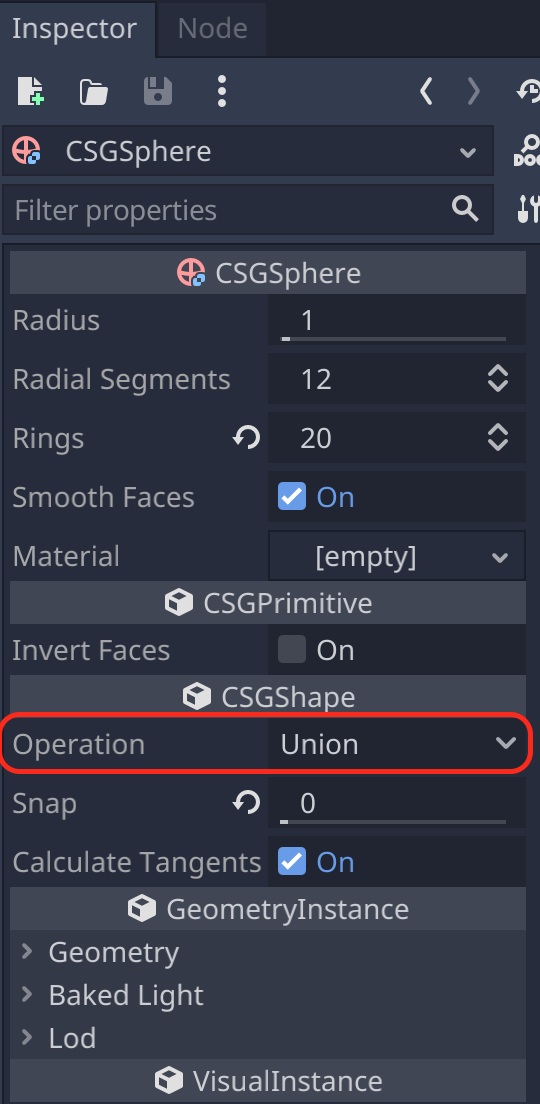 Inspector Node
CSGSphere
DOC
Filter properties
CSGSphere
Radius 1
Radial Segments 12
Rings 20
Smooth Faces On
Material [empty]
CSGPrimitive
Invert Faces On
CSGShape
Operation Union
Snap 0
Calculate Tangents On
GeometryInstance
Geometry
Baked Light
Lod
VisualInstance